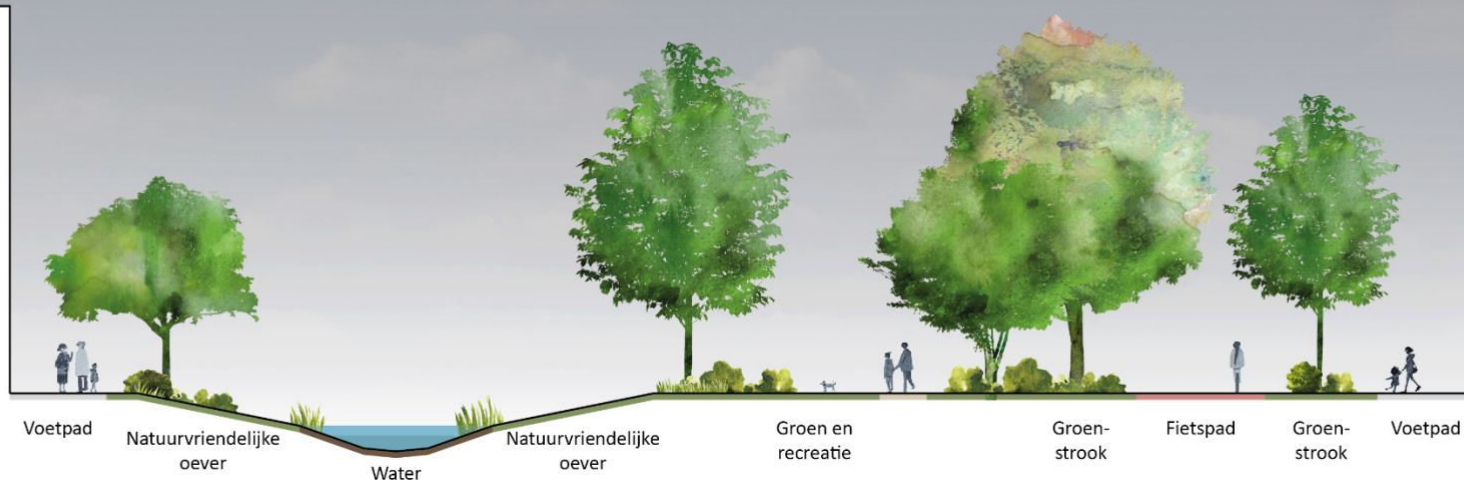 Voetpad
Natuurvriendelijke
oever
Water
Natuurvriendelijke
oever
Groen en
recreatie
Groen-
strook
Fietspad
Groen-
strook
Voetpad